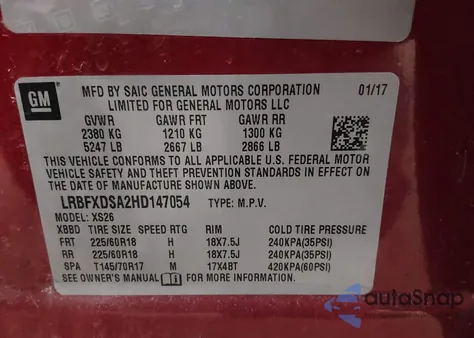 GM
MFD BY SAIC GENERAL MOTORS CORPORATION 01/17
LIMITED FOR GENERAL MOTORS LLC
GVWR GAWR FRT GAWR RR
2380 KG 1210 KG 1300 KG
5247 LB 2667 LB 2866 LB
THIS VEHICLE CONFORMS TO ALL APPLICABLE U.S. FEDERAL MOTOR
VEHICLE SAFETY AND THEFT PREVENTION STANDARDS IN EFFECT ON
THE DATE OF MANUFACTURE SHOWN ABOVE.
LRBFXDSA2HD147054 TYPE: M.P.V.
MODEL: XS26
XBBD TIRE SIZE SPEED RTG RIM COLD TIRE PRESSURE
FRT 225/60R18 H 18X7.5J 240KPA(35PSI)
RR 225/60R18 H 18X7.5J 240KPA(35PSI)
SPA T145/70R17 M 17X4BT 420KPA(60PSI)
SEE OWNER'S MANUAL FOR MORE INFORMATION.
autoSnap